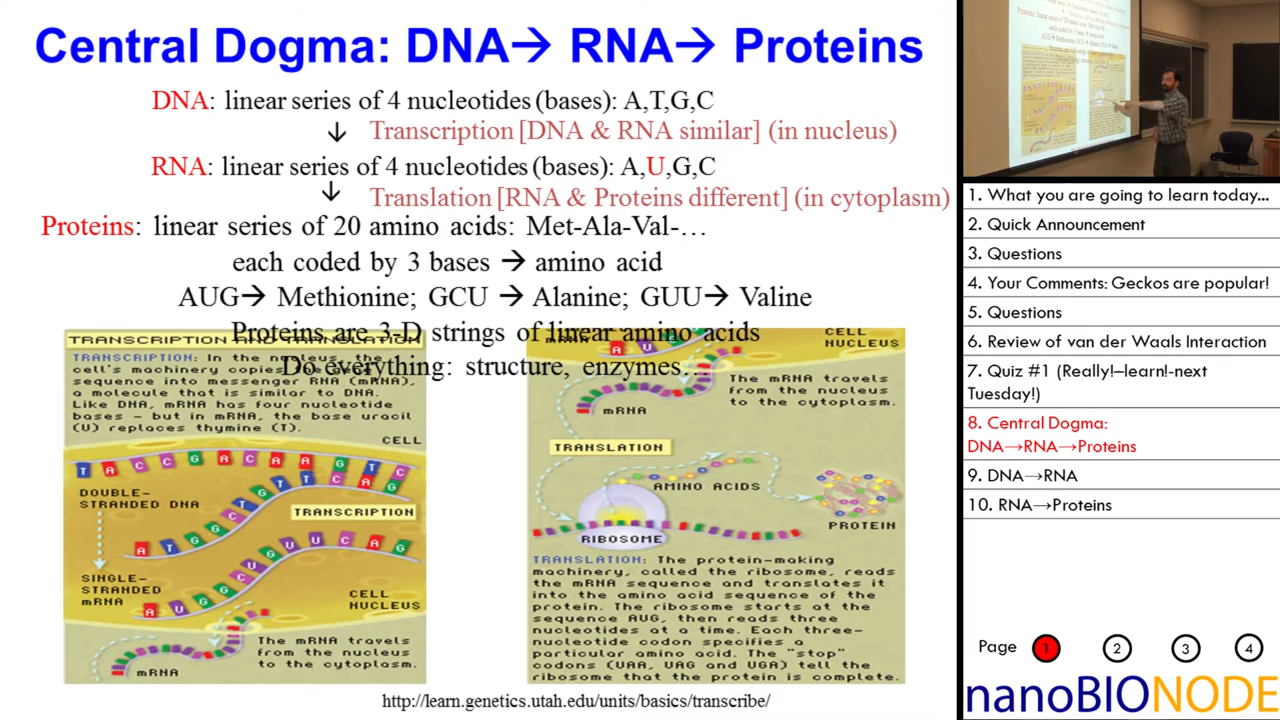 Central Dogma: DNA→ RNA→ Proteins
DNA: linear series of 4 nucleotides (bases): A,T,G,C
↓ Transcription [DNA & RNA similar] (in nucleus)
RNA: linear series of 4 nucleotides (bases): A,U,G,C
↓ Translation [RNA & Proteins different] (in cytoplasm)
Proteins: linear series of 20 amino acids: Met-Ala-Val-…
each coded by 3 bases → amino acid
AUG→ Methionine; GCU → Alanine; GUU→ Valine
Proteins are 3-D strings of linear amino acids
Do everything: structure, enzymes…
TRANSCRIPTION AND TRANSLATION
TRANSCRIPTION: In the nucleus, the
cell's machinery copies the gene
sequence into messenger RNA (mRNA),
a molecule that is similar to DNA.
Like DNA, mRNA has four nucleotide
bases - but in mRNA, the base uracil
(U) replaces thymine (T).
CELL
T A C C G A C A A G T C
DOUBLE-
STRANDED DNA
A T G G C T G T T C A G
TRANSCRIPTION
SINGLE-
STRANDED
mRNA
A U G G C U G U U C A G
CELL
NUCLEUS
The mRNA travels
from the nucleus
to the cytoplasm.
mRNA
mRNA
A U G
CELL
NUCLEUS
The mRNA travels
from the nucleus
to the cytoplasm.
mRNA
TRANSLATION
AMINO ACIDS
PROTEIN
RIBOSOME
TRANSLATION: The protein-making
machinery, called the ribosome, reads
the mRNA sequence and translates it
into the amino acid sequence of the
protein. The ribosome starts at the
sequence AUG, then reads three
nucleotides at a time. Each three-
nucleotide codon specifies a
particular amino acid. The "stop"
codons (UAA, UAG and UGA) tell the
ribosome that the protein is complete.
http://learn.genetics.utah.edu/units/basics/transcribe/
1. What you are going to learn today...
2. Quick Announcement
3. Questions
4. Your Comments: Geckos are popular!
5. Questions
6. Review of van der Waals Interaction
7. Quiz #1 (Really!–learn!-next
Tuesday!)
8. Central Dogma:
DNA→RNA→Proteins
9. DNA→RNA
10. RNA→Proteins
Page 1 2 3 4
nanoBIONODE